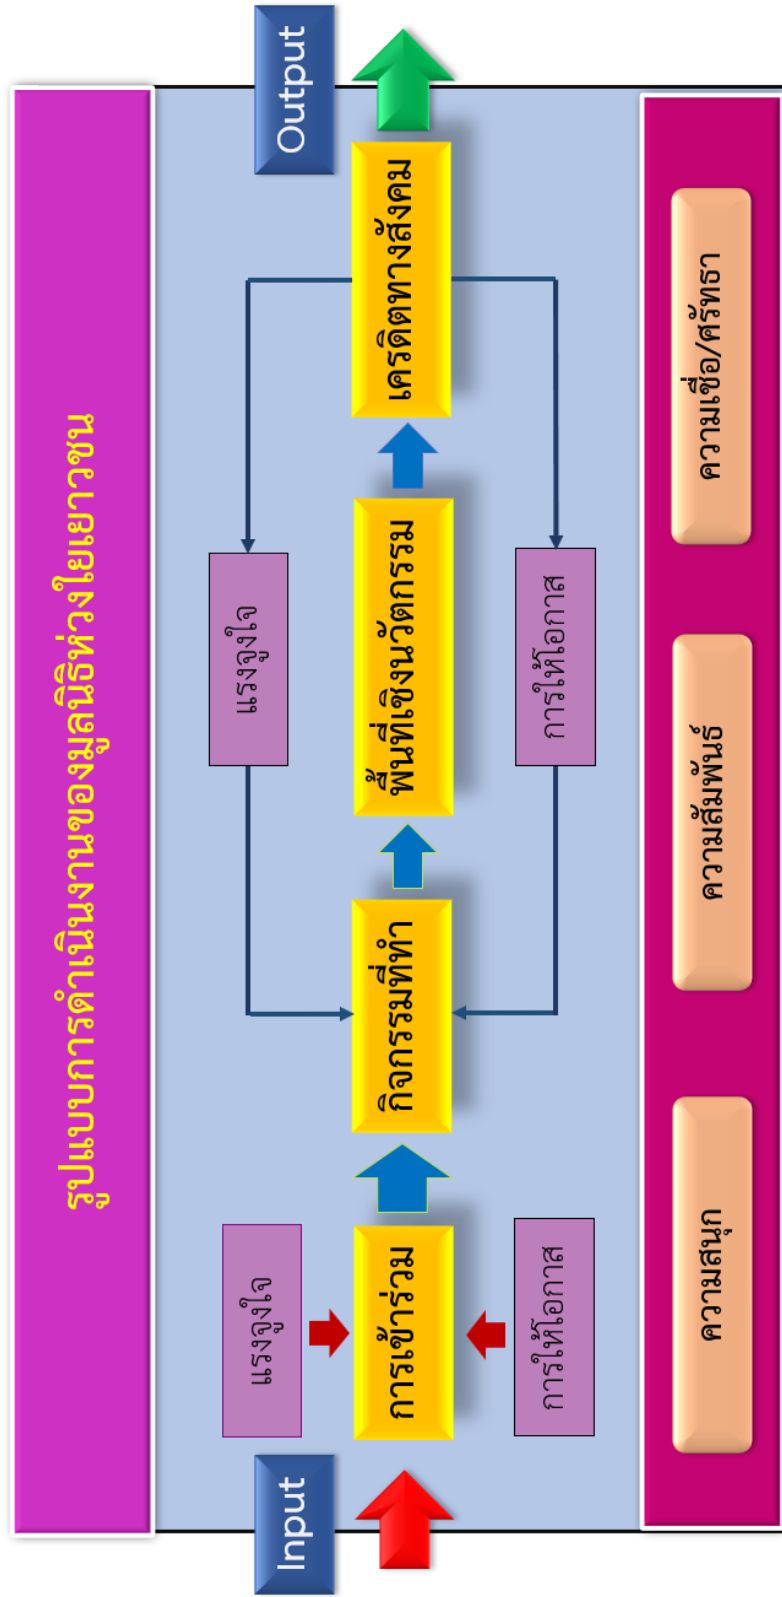 รูปแบบการดำเนินงานของมูลนิธิห่วงใยเยาวชน
Input
Output
แรงจูงใจ
แรงจูงใจ
การเข้าร่วม
กิจกรรมที่ทำ
พื้นที่เชิงนวัตกรรม
เครดิตทางสังคม
การให้โอกาส
การให้โอกาส
ความสนุก
ความสัมพันธ์
ความเชื่อ/ศรัทธา